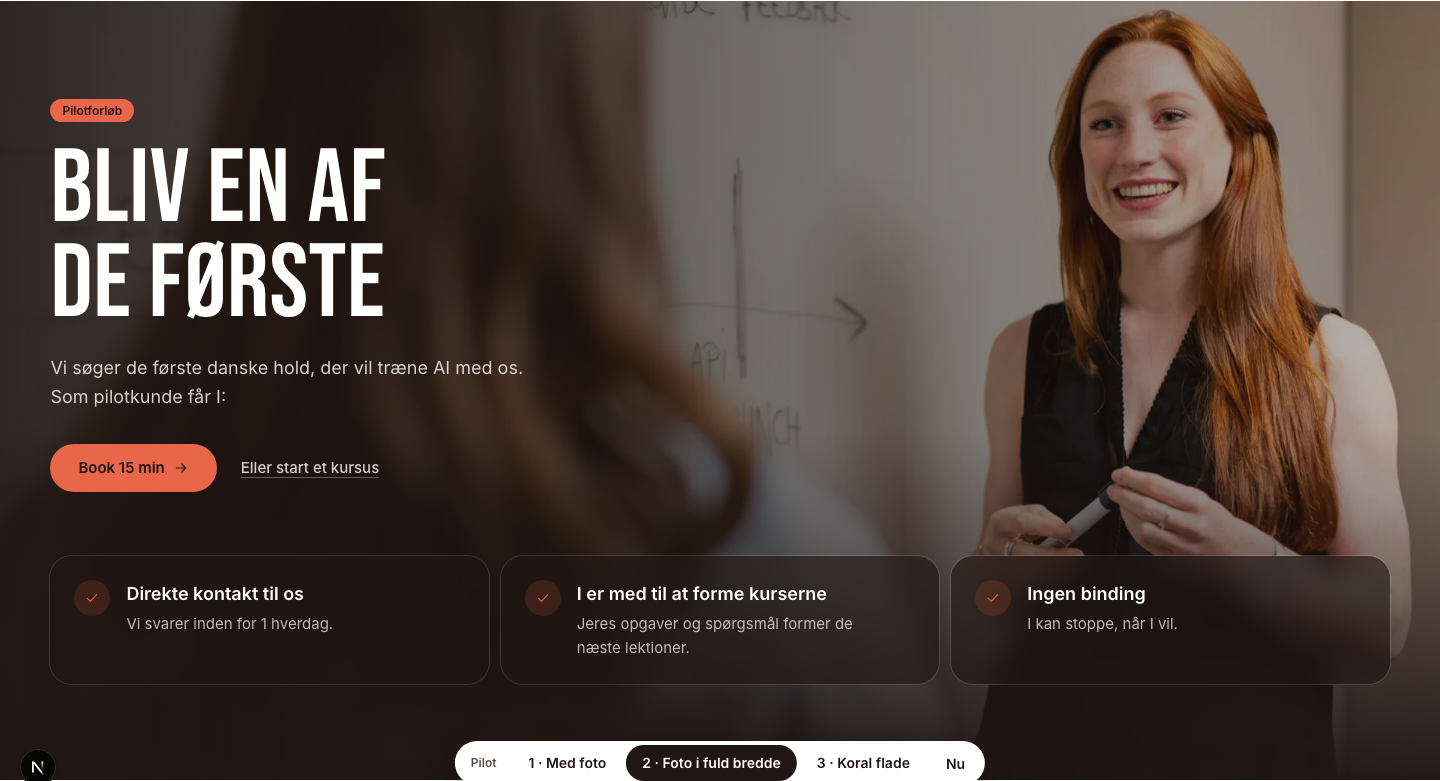 FEEDBACK
Pilotforløb
BLIV EN AF
DE FØRSTE
API
Vi søger de første danske hold, der vil træne AI med os.
Som pilotkunde får I:
Book 15 min →
Eller start et kursus
Direkte kontakt til os
Vi svarer inden for 1 hverdag.
I er med til at forme kurserne
Jeres opgaver og spørgsmål former de
næste lektioner.
Ingen binding
I kan stoppe, når I vil.
N
Pilot
1 · Med foto
2 · Foto i fuld bredde
3 · Koral flade
Nu